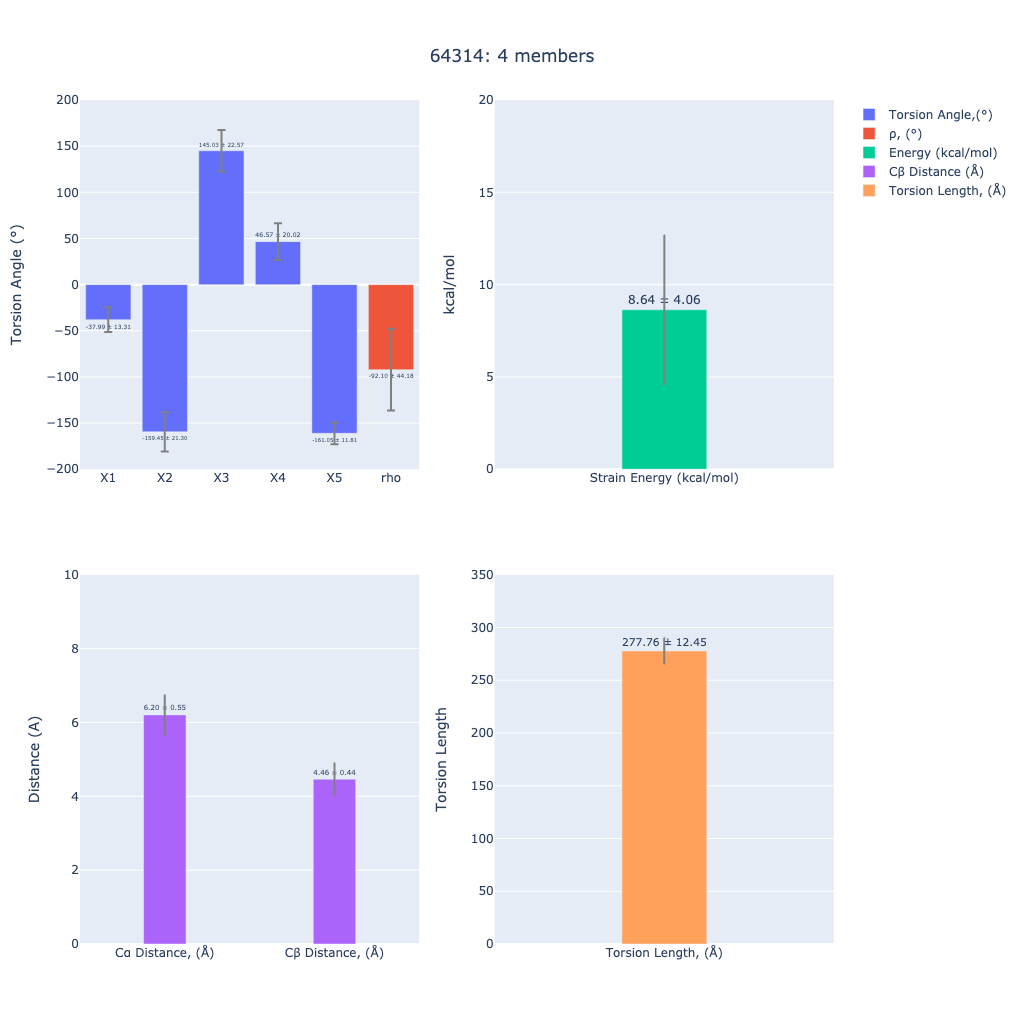 64314: 4 members
Torsion Angle (°)
200
150
100
50
0
−50
−100
−150
−200
145.03 ± 22.57
46.57 ± 20.02
-37.99 ± 13.31
-92.10 ± 44.18
-159.45 ± 21.30
-161.05 ± 11.81
X1 X2 X3 X4 X5 rho
kcal/mol
20
15
10
5
0
8.64 ± 4.06
Strain Energy (kcal/mol)
Torsion Angle,(°)
ρ, (°)
Energy (kcal/mol)
Cβ Distance (Å)
Torsion Length, (Å)
Distance (A)
10
8
6
4
2
0
6.20 ± 0.55
4.46 ± 0.44
Cα Distance, (Å) Cβ Distance, (Å)
Torsion Length
350
300
250
200
150
100
50
0
277.76 ± 12.45
Torsion Length, (Å)